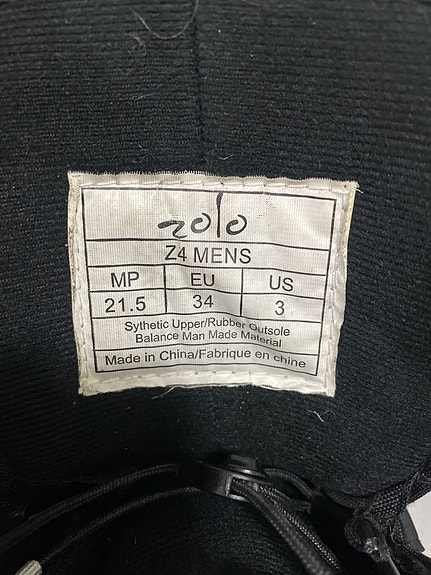 zolo
Z4 MENS
MP EU US
21.5 34 3
Sythetic Upper/Rubber Outsole
Balance Man Made Material
Made in China/Fabrique en chine